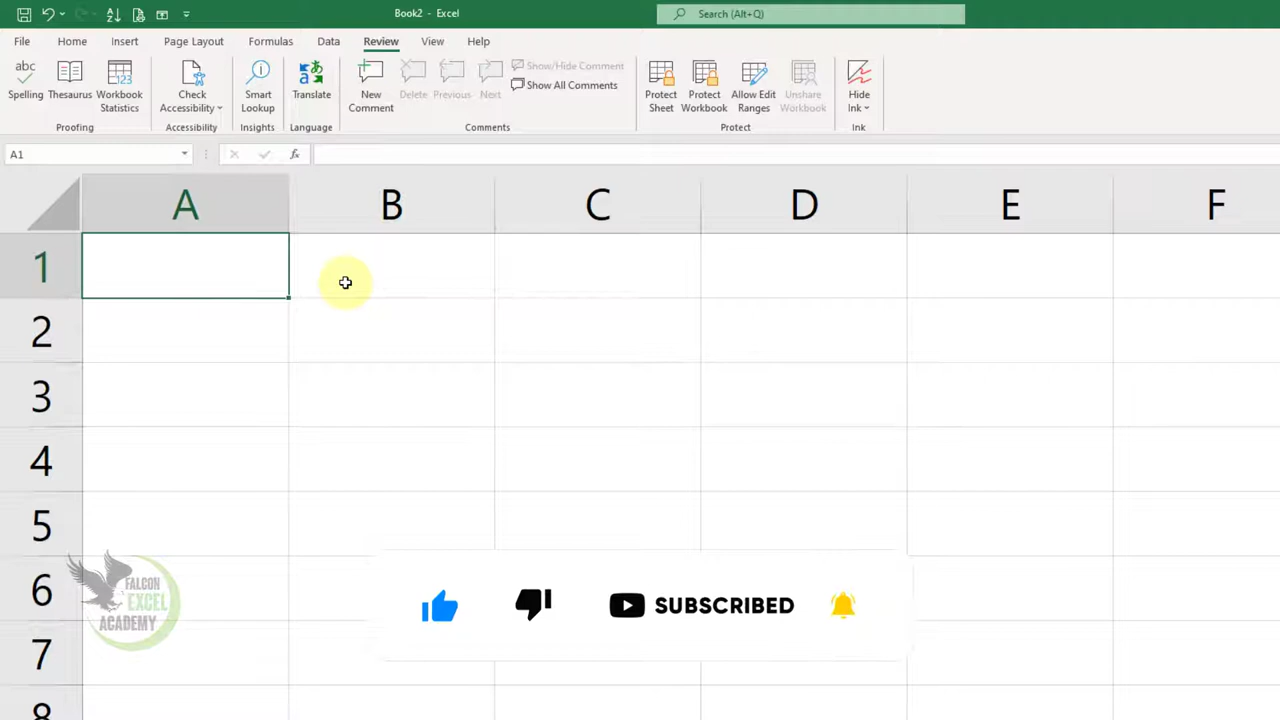 Book2 - Excel
Search (Alt+Q)
File Home Insert Page Layout Formulas Data Review View Help
abc
Spelling
Thesaurus
123
Workbook Statistics
Proofing
Check Accessibility
Accessibility
Smart Lookup
Insights
a
Translate
Language
New Comment
Delete
Previous
Next
Show/Hide Comment
Show All Comments
Comments
Protect Sheet
Protect Workbook
Allow Edit Ranges
Unshare Workbook
Protect
Hide Ink
Ink
A1
fx
A B C D E F
1
2
3
4
5
6
7
8
FALCON
EXCEL
ACADEMY
SUBSCRIBED